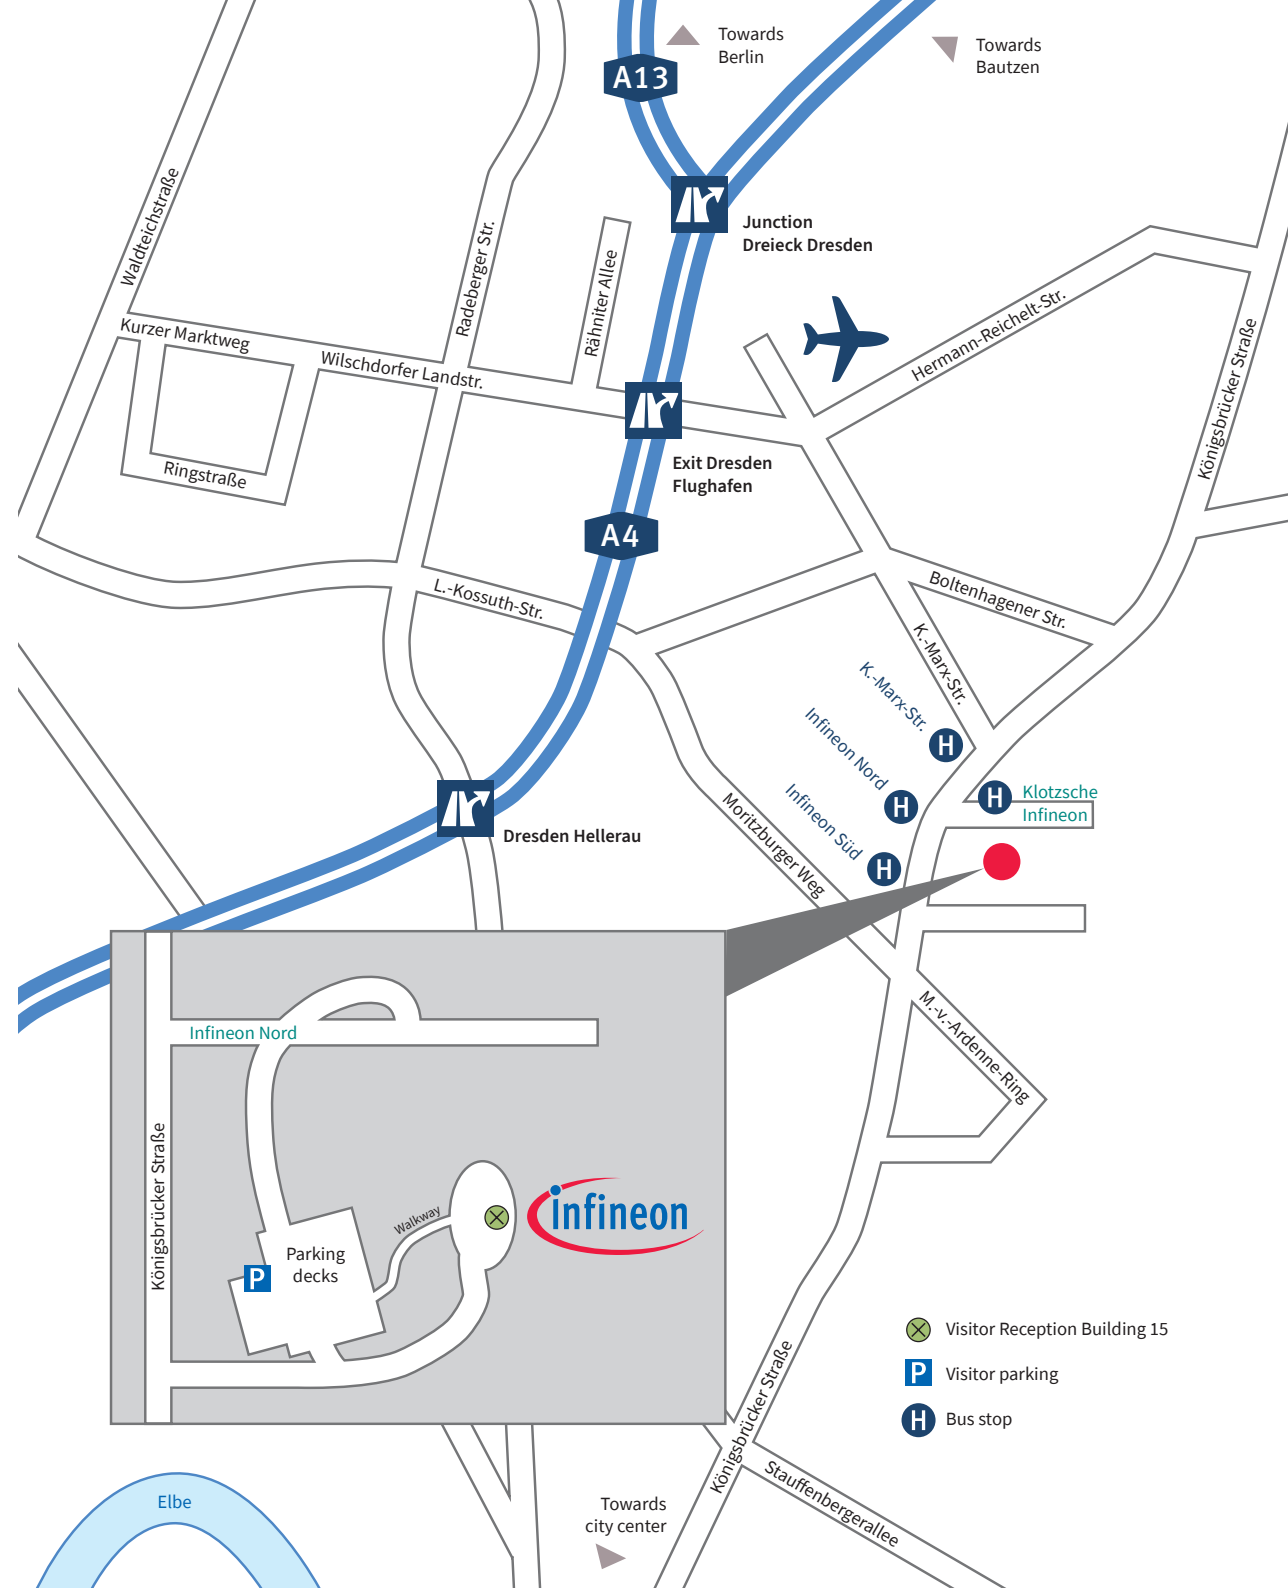 Towards
Berlin
Towards
Bautzen
A13
Junction
Dreieck Dresden
Waldteichstraße
Radeberger Str.
Rähniter Allee
Kurzer Marktweg
Wilschdorfer Landstr.
Hermann-Reichelt-Str.
Königsbrücker Straße
Ringstraße
Exit Dresden
Flughafen
A4
L.-Kossuth-Str.
Boltenhagener Str.
K.-Marx-Str.
K.-Marx-Str.
H
Infineon Nord
H
Infineon Süd
H
H
Klotzsche
Infineon
Moritzburger Weg
Dresden Hellerau
M.-v.-Ardenne-Ring
Infineon Nord
Königsbrücker Straße
Walkway
infineon
Parking
decks
P
Visitor Reception Building 15
P
Visitor parking
H
Bus stop
Königsbrücker Straße
Stauffenbergerallee
Elbe
Towards
city center